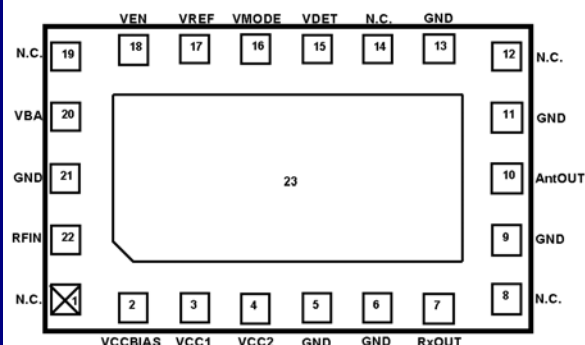 VEN VREF VMODE VDET N.C. GND
18 17 16 15 14 13
N.C. 19 12 N.C.
VBA 20 11 GND
GND 21 23 10 AntOUT
RFIN 22 9 GND
N.C. 1 8 N.C.
2 3 4 5 6 7
VCCBIAS VCC1 VCC2 GND GND RxOUT